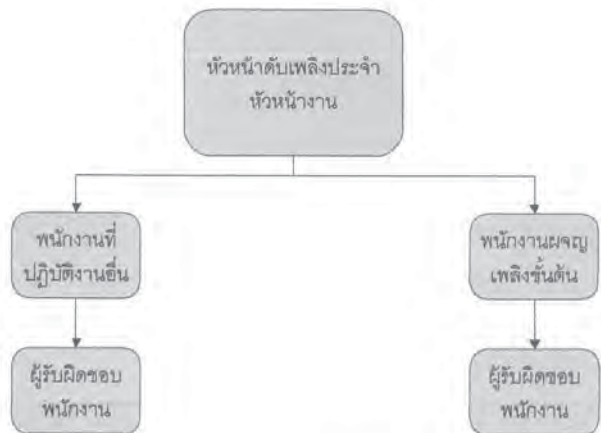 หัวหน้าดับเพลิงประจำ
หัวหน้างาน
พนักงานที่
ปฏิบัติงานอื่น
พนักงานผจญ
เพลิงขั้นต้น
ผู้รับผิดชอบ
พนักงาน
ผู้รับผิดชอบ
พนักงาน